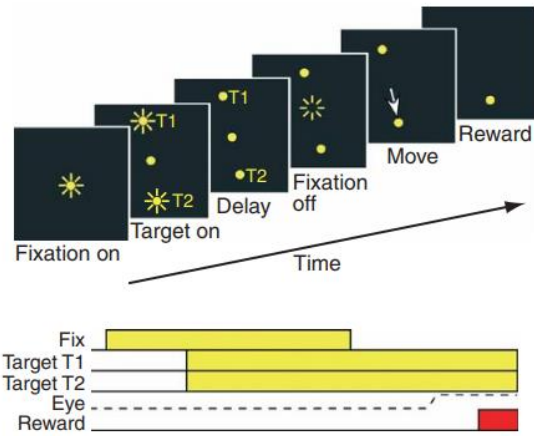 Fixation on
T1
T2
Target on
T1
T2
Delay
Fixation
off
Move
Reward
Time
Fix
Target T1
Target T2
Eye
Reward